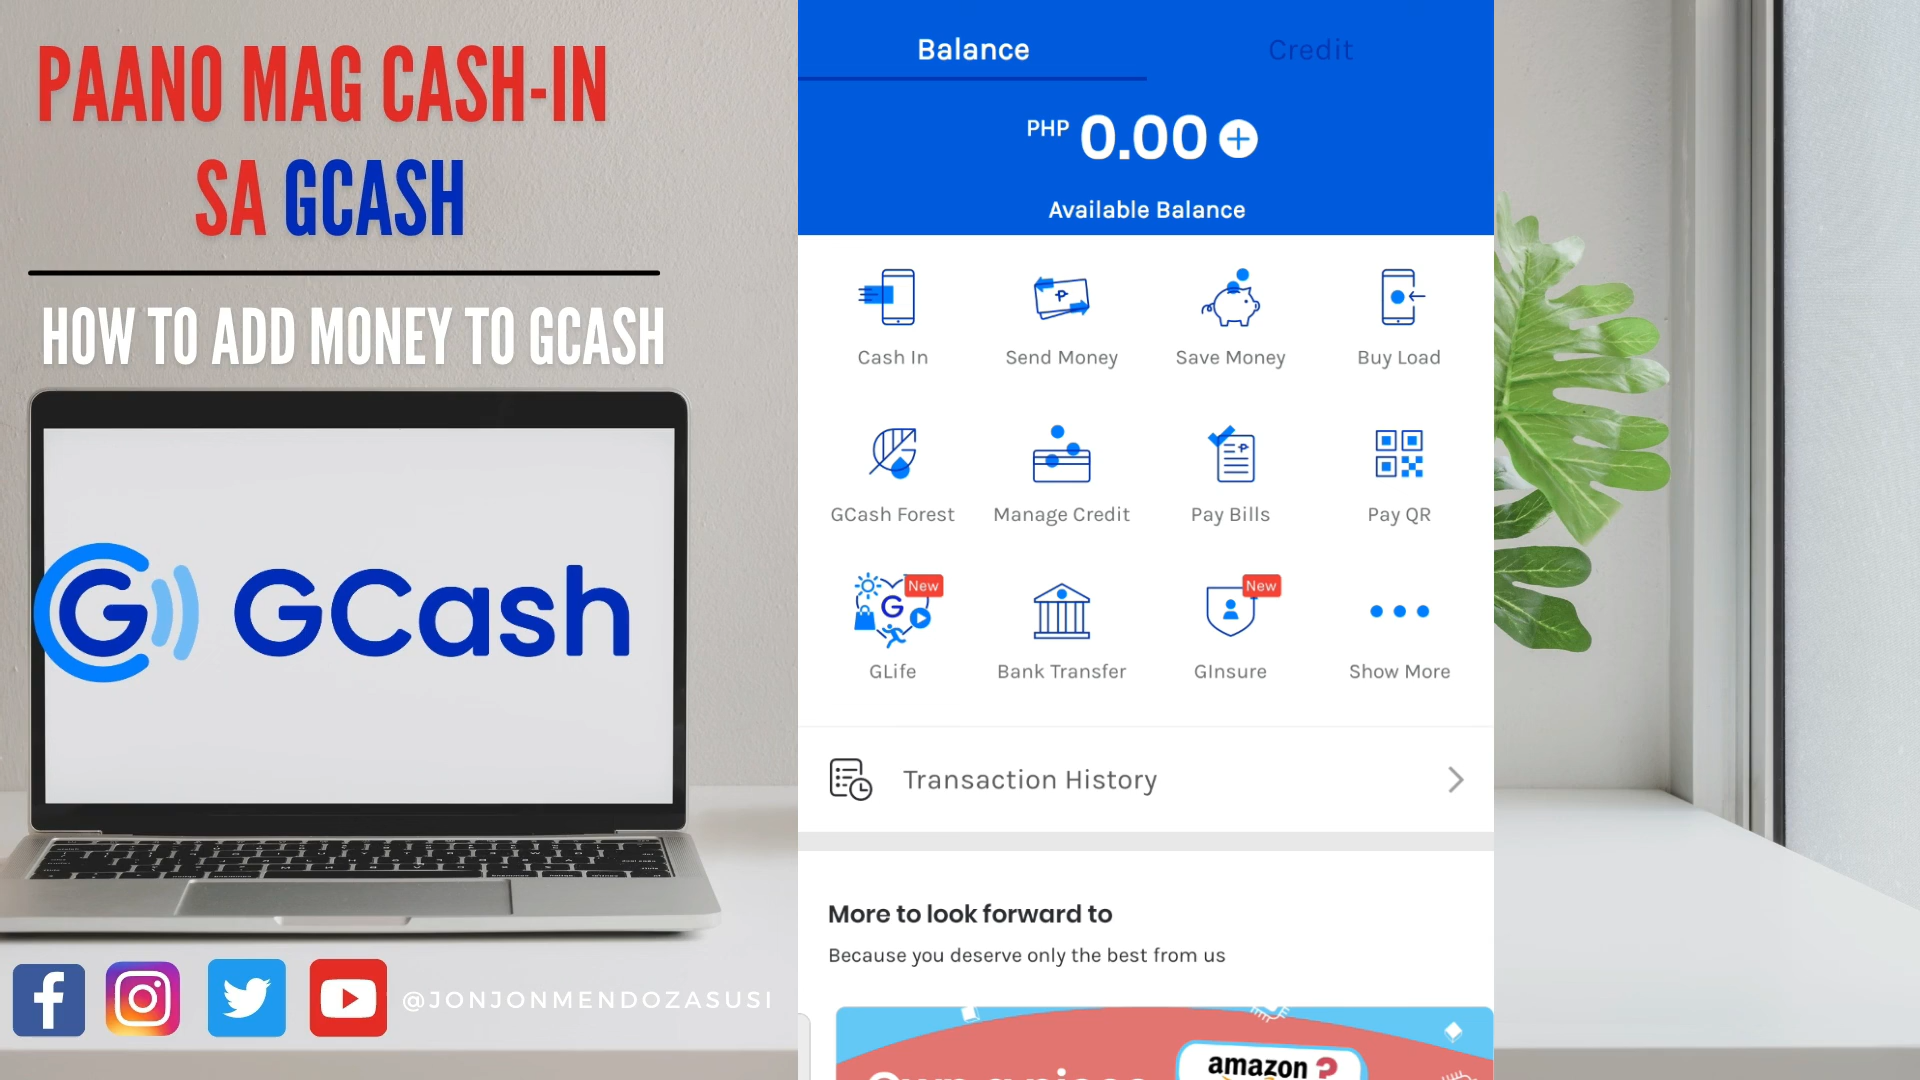 PAANO MAG CASH-IN
SA GCASH
HOW TO ADD MONEY TO GCASH
G GCash
@JONJONMENDOZASUSI
Balance
Credit
PHP 0.00
Available Balance
Cash In
Send Money
Save Money
Buy Load
GCash Forest
Manage Credit
Pay Bills
Pay QR
New
GLife
Bank Transfer
New
GInsure
Show More
Transaction History
More to look forward to
Because you deserve only the best from us
amazon ?